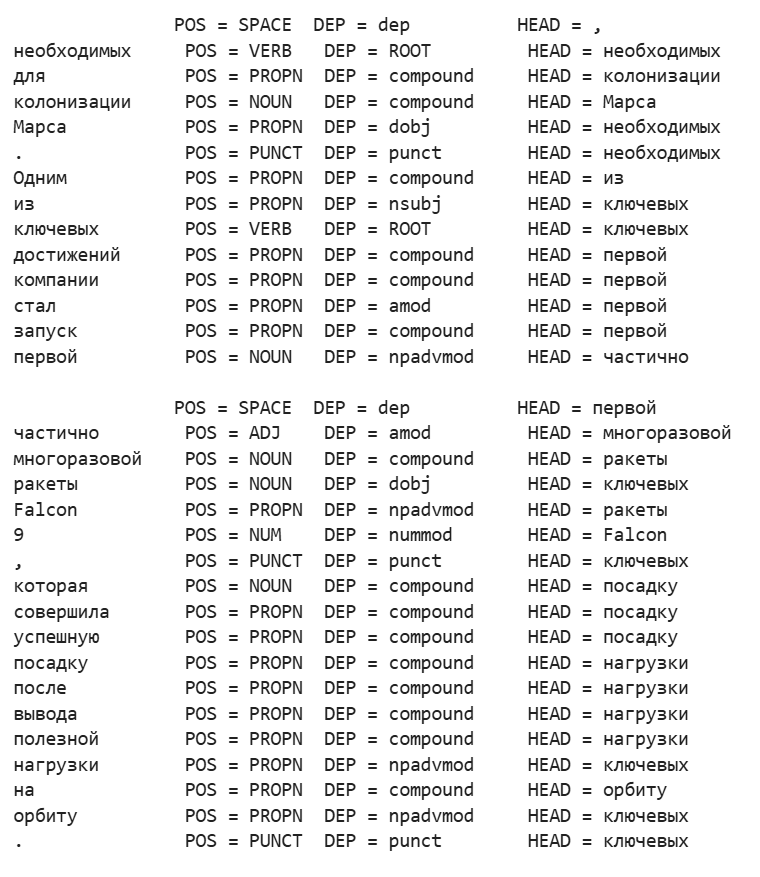 POS = SPACE DEP = dep HEAD = ,
необходимых POS = VERB DEP = ROOT HEAD = необходимых
для POS = PROPN DEP = compound HEAD = колонизации
колонизации POS = NOUN DEP = compound HEAD = Марса
Марса POS = PROPN DEP = dobj HEAD = необходимых
. POS = PUNCT DEP = punct HEAD = необходимых
Одним POS = PROPN DEP = compound HEAD = из
из POS = PROPN DEP = nsubj HEAD = ключевых
ключевых POS = VERB DEP = ROOT HEAD = ключевых
достижений POS = PROPN DEP = compound HEAD = первой
компании POS = PROPN DEP = compound HEAD = первой
стал POS = PROPN DEP = amod HEAD = первой
запуск POS = PROPN DEP = compound HEAD = первой
первой POS = NOUN DEP = npadvmod HEAD = частично
POS = SPACE DEP = dep HEAD = первой
частично POS = ADJ DEP = amod HEAD = многоразовой
многоразовой POS = NOUN DEP = compound HEAD = ракеты
ракеты POS = NOUN DEP = dobj HEAD = ключевых
Falcon POS = PROPN DEP = npadvmod HEAD = ракеты
9 POS = NUM DEP = nummod HEAD = Falcon
, POS = PUNCT DEP = punct HEAD = ключевых
которая POS = NOUN DEP = compound HEAD = посадку
совершила POS = PROPN DEP = compound HEAD = посадку
успешную POS = PROPN DEP = compound HEAD = посадку
посадку POS = PROPN DEP = compound HEAD = нагрузки
после POS = PROPN DEP = compound HEAD = нагрузки
вывода POS = PROPN DEP = compound HEAD = нагрузки
полезной POS = PROPN DEP = compound HEAD = нагрузки
нагрузки POS = PROPN DEP = npadvmod HEAD = ключевых
на POS = PROPN DEP = compound HEAD = орбиту
орбиту POS = PROPN DEP = npadvmod HEAD = ключевых
. POS = PUNCT DEP = punct HEAD = ключевых